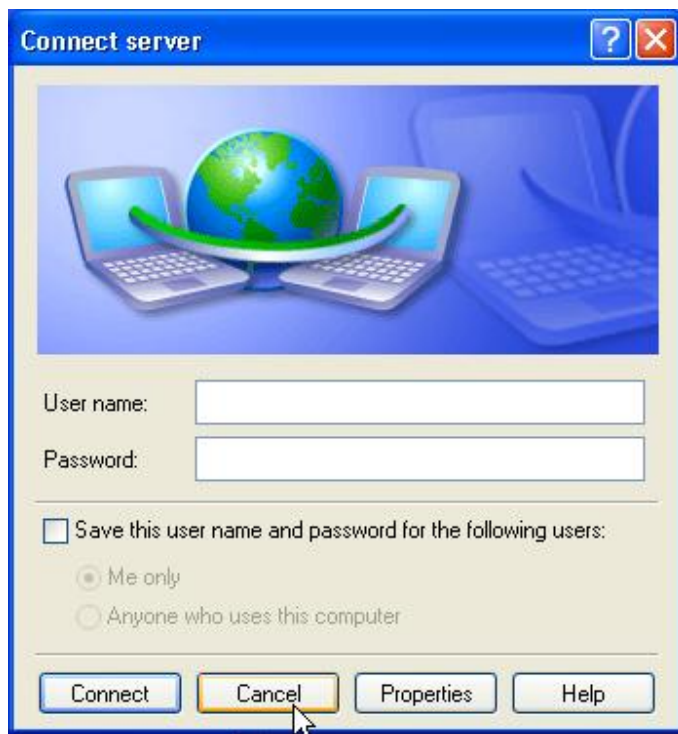 Connect server
User name:
Password:
Save this user name and password for the following users:
Me only
Anyone who uses this computer
Connect Cancel Properties Help